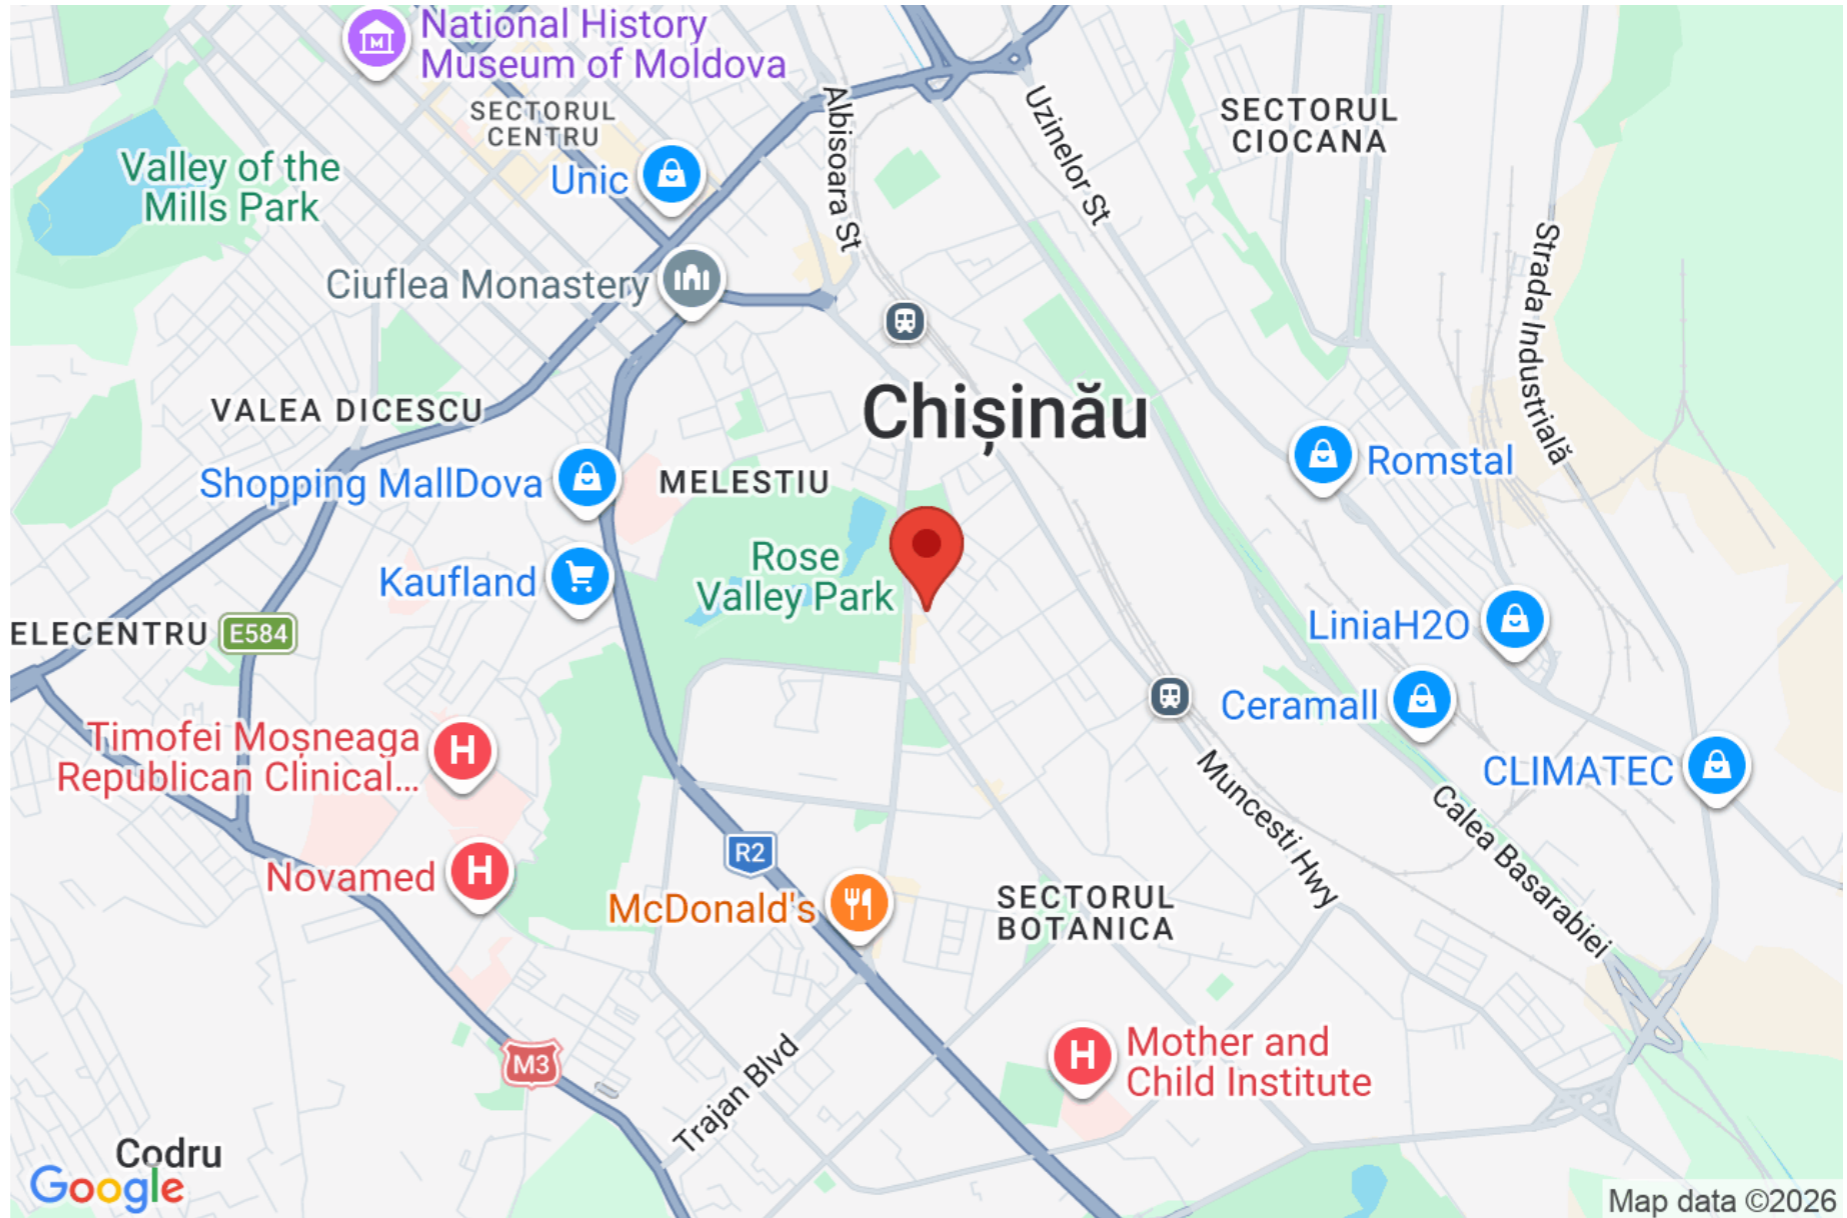 National History
Museum of Moldova
SECTORUL
CENTRU
Albisoara St
Uzinelor St
SECTORUL
CIOCANA
Valley of the
Mills Park
Unic
Ciuflea Monastery
Strada Industrială
Chișinău
VALEA DICESCU
Shopping MallDova
MELESTIU
Romstal
Rose
Valley Park
Kaufland
ELECENTRU
E584
LiniaH2O
Ceramall
Timofei Moșneaga
Republican Clinical...
CLIMATEC
Muncesti Hwy
Calea Basarabiei
R2
Novamed
McDonald's
SECTORUL
BOTANICA
M3
Trajan Blvd
Mother and
Child Institute
Codru
Google
Map data ©2026